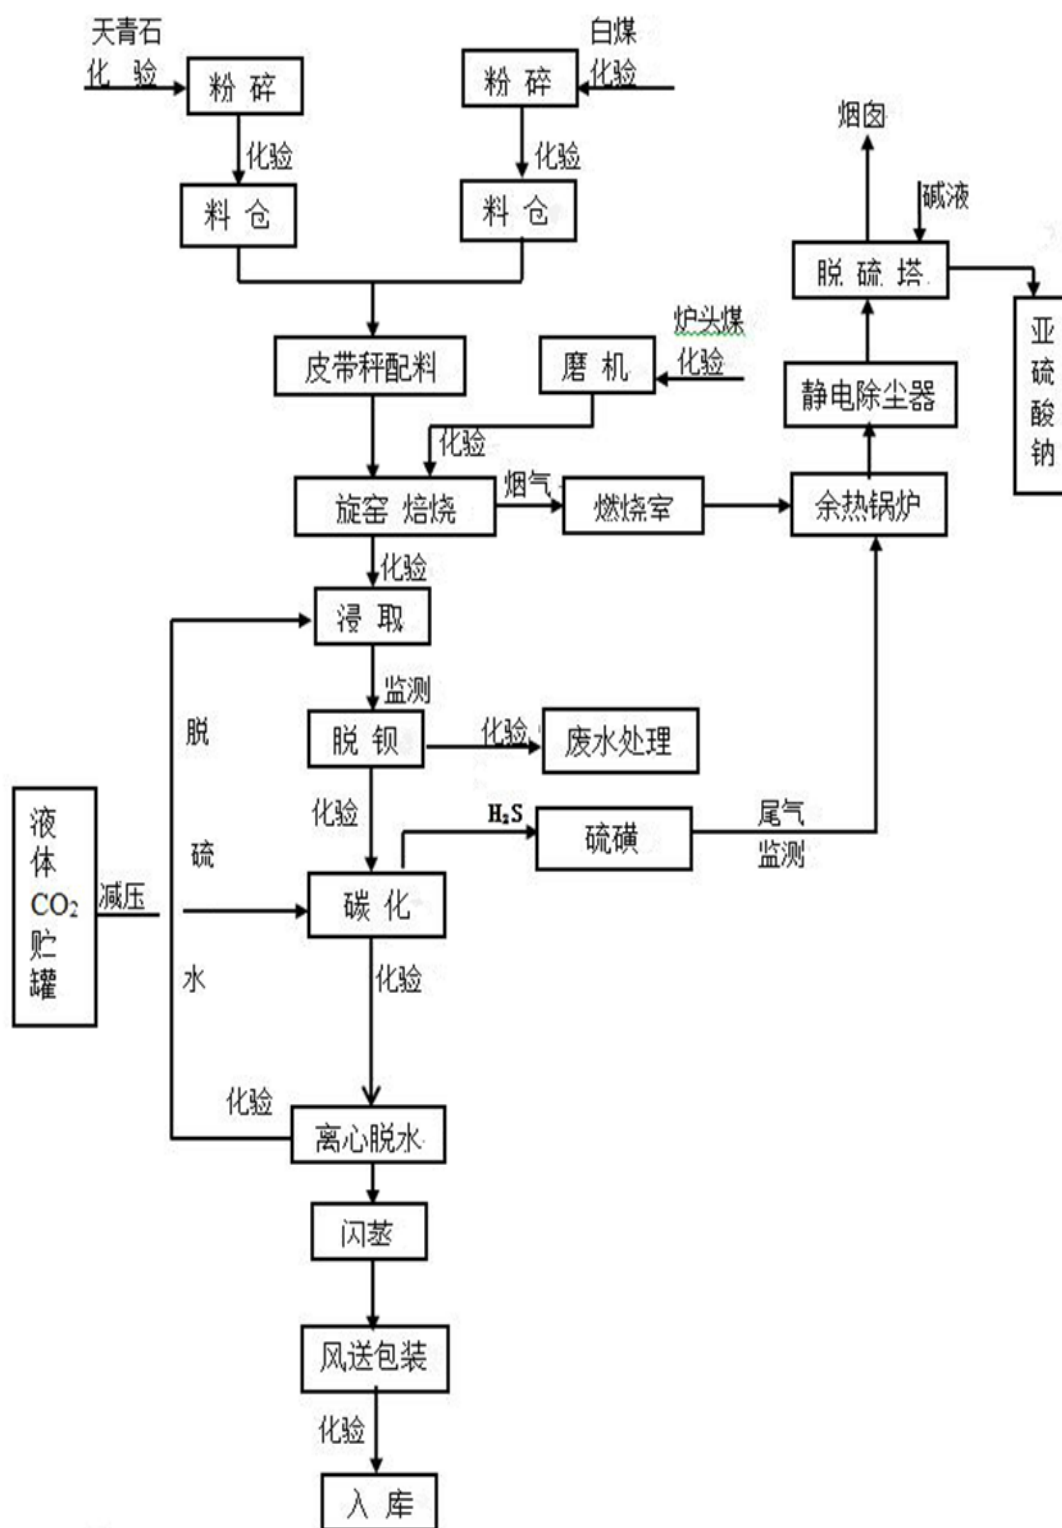 天青石
化 验
粉 碎
白煤
化验
粉 碎
化验
化验
料 仓
料 仓
烟囱
碱液
脱 硫 塔
亚
硫
酸
钠
炉头煤
化验
皮带秤配料
磨 机
静电除尘器
化验
旋窑 焙烧
烟气
燃烧室
余热锅炉
化验
浸 取
监测
脱 钡
化验
废水处理
脱
硫
水
化验
H₂S
硫磺
尾气
监测
液
体
CO₂
贮
罐
减压
碳 化
化验
化验
离心脱水
闪蒸
风送包装
化验
入 库